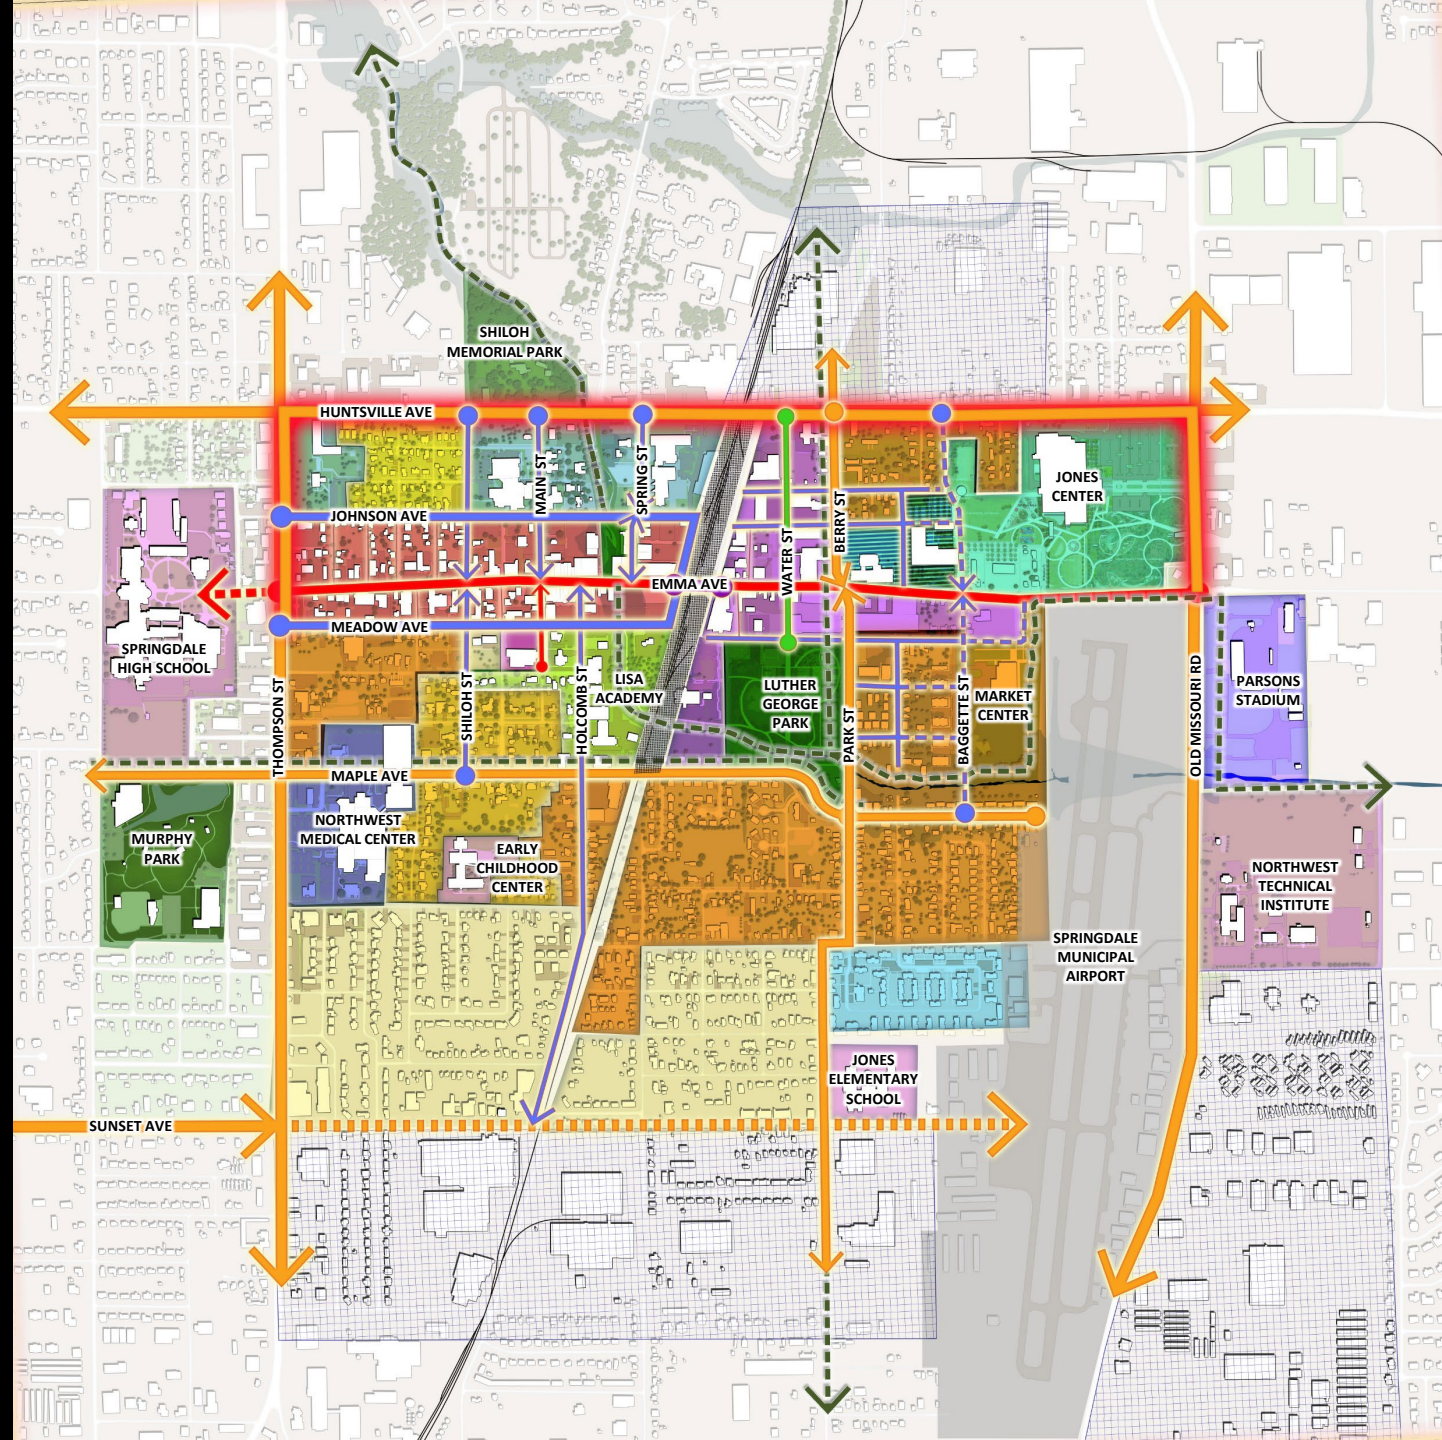 SHILOH
MEMORIAL PARK
HUNTSVILLE AVE
MAIN ST
SPRING ST
JONES
CENTER
JOHNSON AVE
BERRY ST
WATER ST
EMMA AVE
MEADOW AVE
SPRINGDALE
HIGH SCHOOL
THOMPSON ST
SHILOH ST
HOLCOMB ST
LISA
ACADEMY
LUTHER
GEORGE
PARK
PARK ST
BAGGETTE ST
MARKET
CENTER
OLD MISSOURI RD
PARSONS
STADIUM
MAPLE AVE
MURPHY
PARK
NORTHWEST
MEDICAL CENTER
EARLY
CHILDHOOD
CENTER
NORTHWEST
TECHNICAL
INSTITUTE
SPRINGDALE
MUNICIPAL
AIRPORT
JONES
ELEMENTARY
SCHOOL
SUNSET AVE